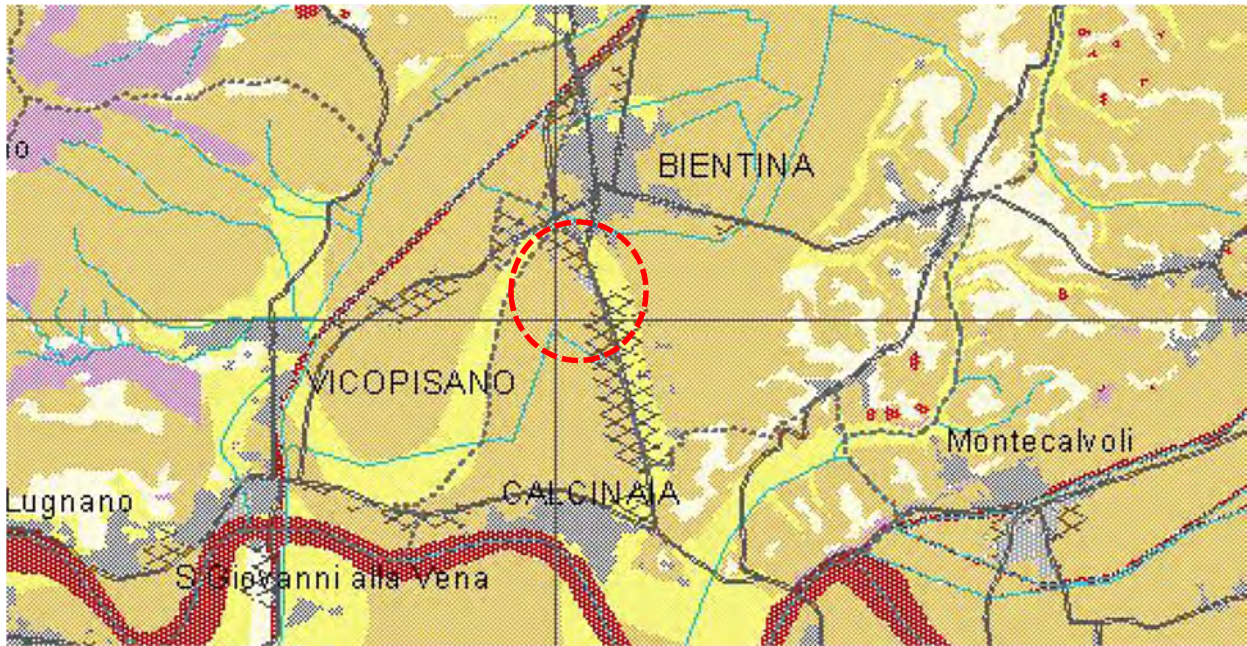 BIENTINA
VICOPISANO
Montecalvoli
CALCINAIA
Lugnano
S.Giovanni alla Vena